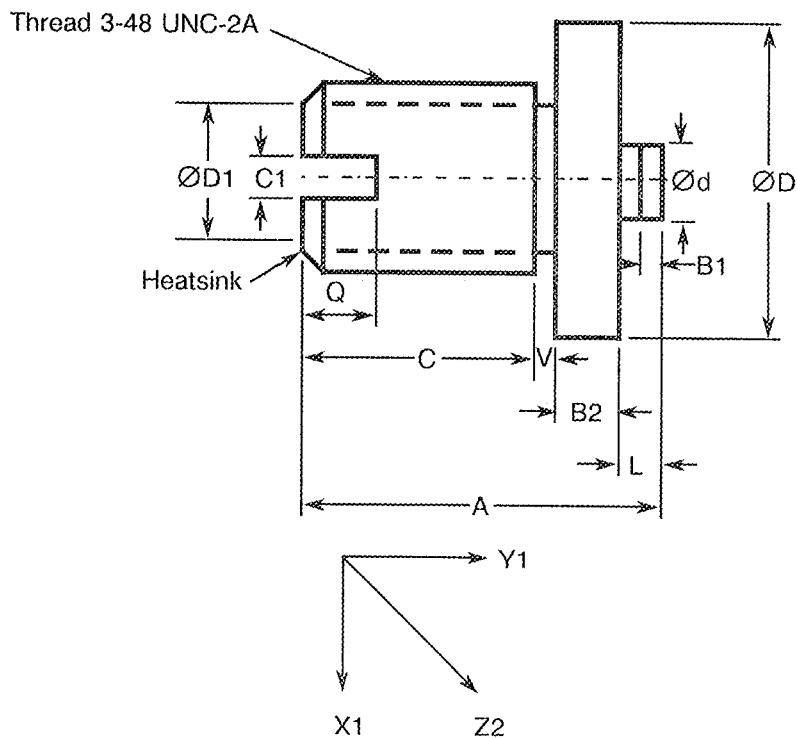 Thread 3-48 UNC-2A
ØD1
C1
Ød
ØD
B1
Heatsink
Q
C
V
B2
L
A
Y1
X1
Z2